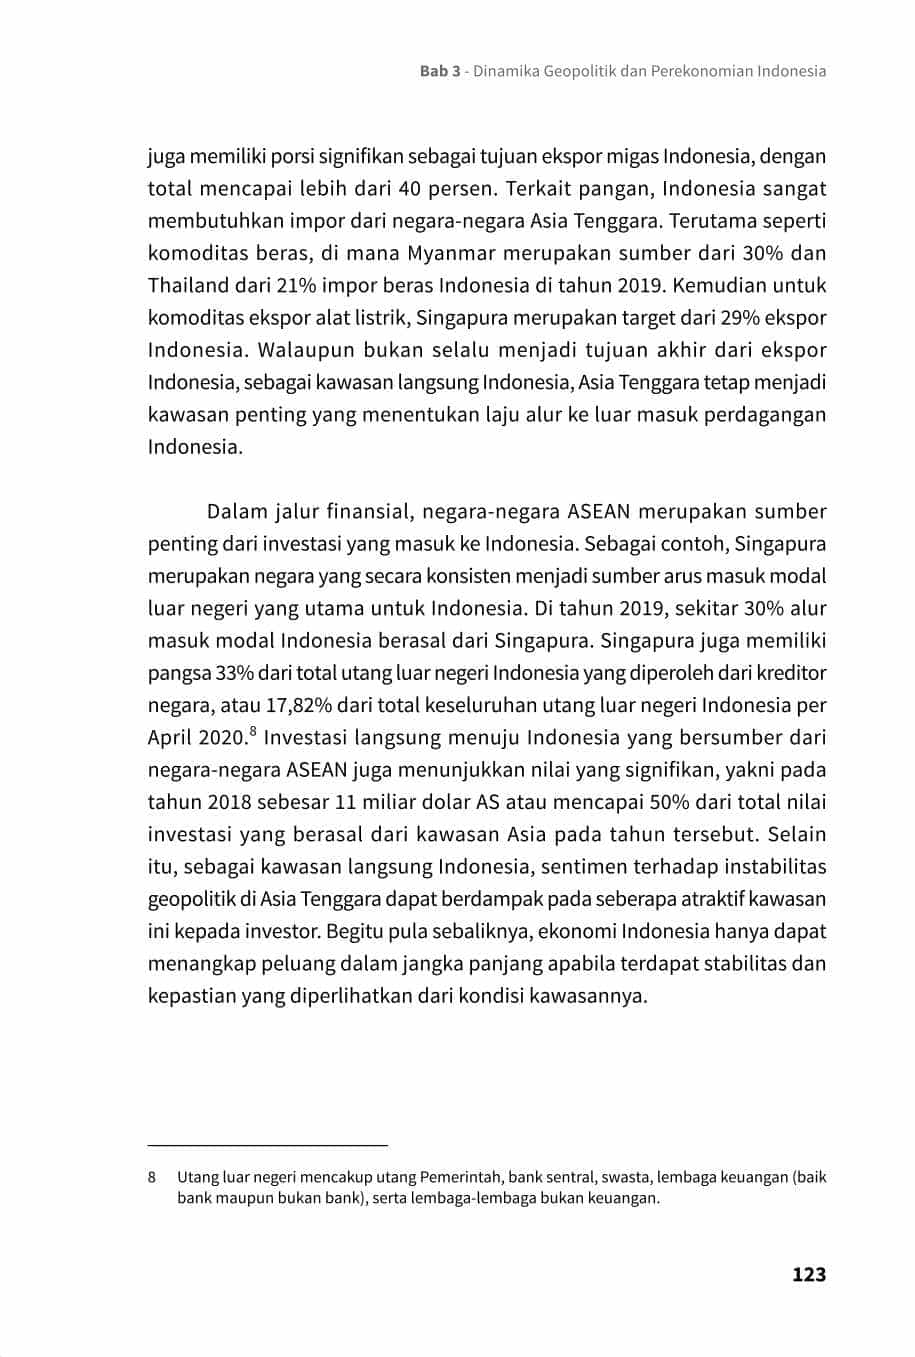 Bab 3 - Dinamika Geopolitik dan Perekonomian Indonesia
juga memiliki porsi signifikan sebagai tujuan ekspor migas Indonesia, dengan
total mencapai lebih dari 40 persen. Terkait pangan, Indonesia sangat
membutuhkan impor dari negara-negara Asia Tenggara. Terutama seperti
komoditas beras, di mana Myanmar merupakan sumber dari 30% dan
Thailand dari 21% impor beras Indonesia di tahun 2019. Kemudian untuk
komoditas ekspor alat listrik, Singapura merupakan target dari 29% ekspor
Indonesia. Walaupun bukan selalu menjadi tujuan akhir dari ekspor
Indonesia, sebagai kawasan langsung Indonesia, Asia Tenggara tetap menjadi
kawasan penting yang menentukan laju alur ke luar masuk perdagangan
Indonesia.
Dalam jalur finansial, negara-negara ASEAN merupakan sumber
penting dari investasi yang masuk ke Indonesia. Sebagai contoh, Singapura
merupakan negara yang secara konsisten menjadi sumber arus masuk modal
luar negeri yang utama untuk Indonesia. Di tahun 2019, sekitar 30% alur
masuk modal Indonesia berasal dari Singapura. Singapura juga memiliki
pangsa 33% dari total utang luar negeri Indonesia yang diperoleh dari kreditor
negara, atau 17,82% dari total keseluruhan utang luar negeri Indonesia per
April 2020.8 Investasi langsung menuju Indonesia yang bersumber dari
negara-negara ASEAN juga menunjukkan nilai yang signifikan, yakni pada
tahun 2018 sebesar 11 miliar dolar AS atau mencapai 50% dari total nilai
investasi yang berasal dari kawasan Asia pada tahun tersebut. Selain
itu, sebagai kawasan langsung Indonesia, sentimen terhadap instabilitas
geopolitik di Asia Tenggara dapat berdampak pada seberapa atraktif kawasan
ini kepada investor. Begitu pula sebaliknya, ekonomi Indonesia hanya dapat
menangkap peluang dalam jangka panjang apabila terdapat stabilitas dan
kepastian yang diperlihatkan dari kondisi kawasannya.
8 Utang luar negeri mencakup utang Pemerintah, bank sentral, swasta, lembaga keuangan (baik
bank maupun bukan bank), serta lembaga-lembaga bukan keuangan.
123